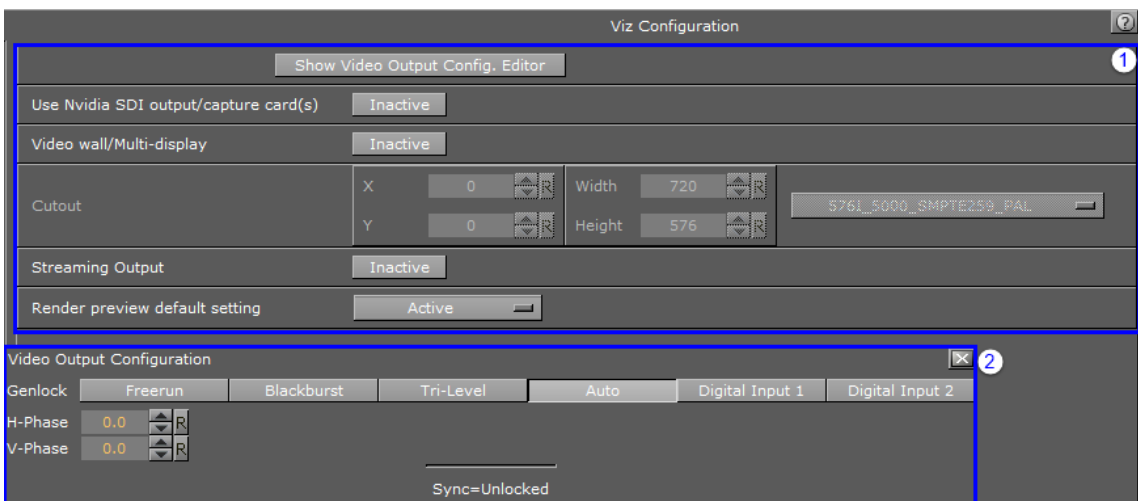 Viz Configuration ?
1
Show Video Output Config. Editor
Use Nvidia SDI output/capture card(s) Inactive
Video wall/Multi-display Inactive
Cutout X 0 R Width 720 R 576I_5000_SMPTE259_PAL
Y 0 R Height 576 R
Streaming Output Inactive
Render preview default setting Active
Video Output Configuration 2
Genlock Freerun Blackburst Tri-Level Auto Digital Input 1 Digital Input 2
H-Phase 0.0 R
V-Phase 0.0 R
Sync=Unlocked